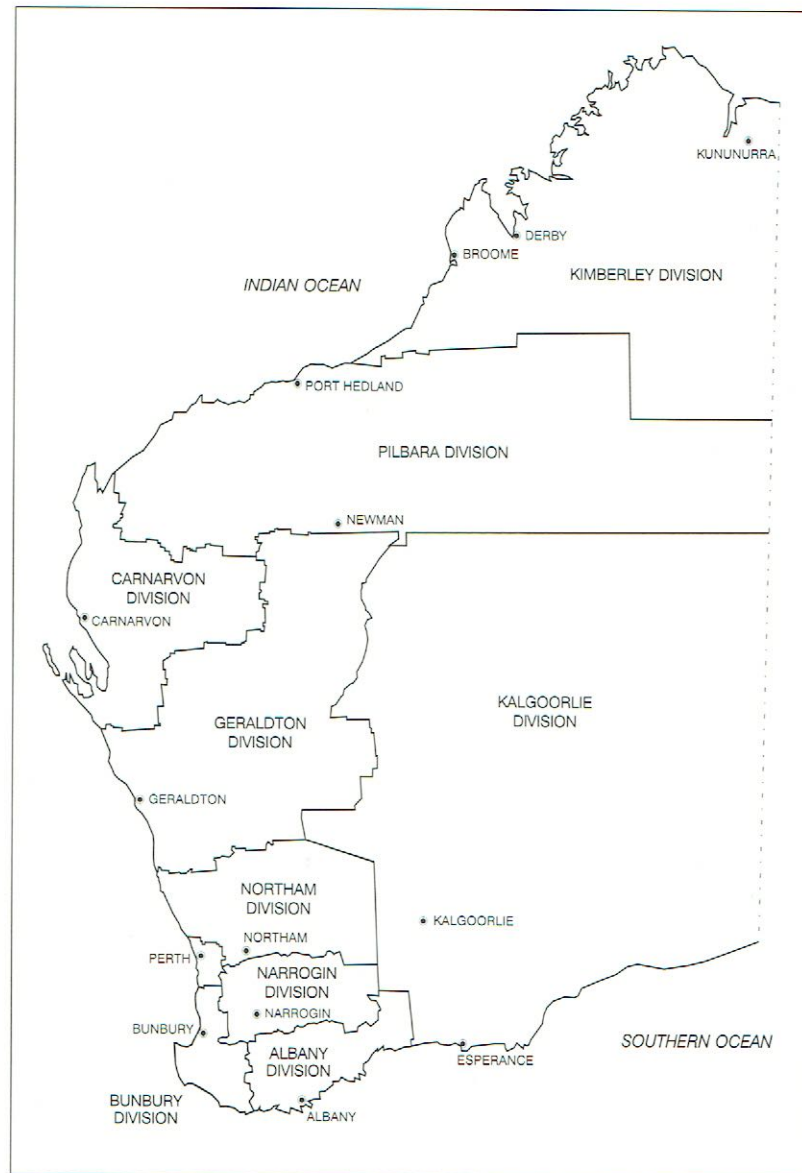 KUNUNURRA
DERBY
BROOME
KIMBERLEY DIVISION
INDIAN OCEAN
PORT HEDLAND
PILBARA DIVISION
NEWMAN
CARNARVON
DIVISION
CARNARVON
KALGOORLIE
DIVISION
GERALDTON
DIVISION
GERALDTON
NORTHAM
DIVISION
KALGOORLIE
NORTHAM
PERTH
NARROGIN
DIVISION
NARROGIN
BUNBURY
SOUTHERN OCEAN
ALBANY
DIVISION
ESPERANCE
BUNBURY
DIVISION
ALBANY